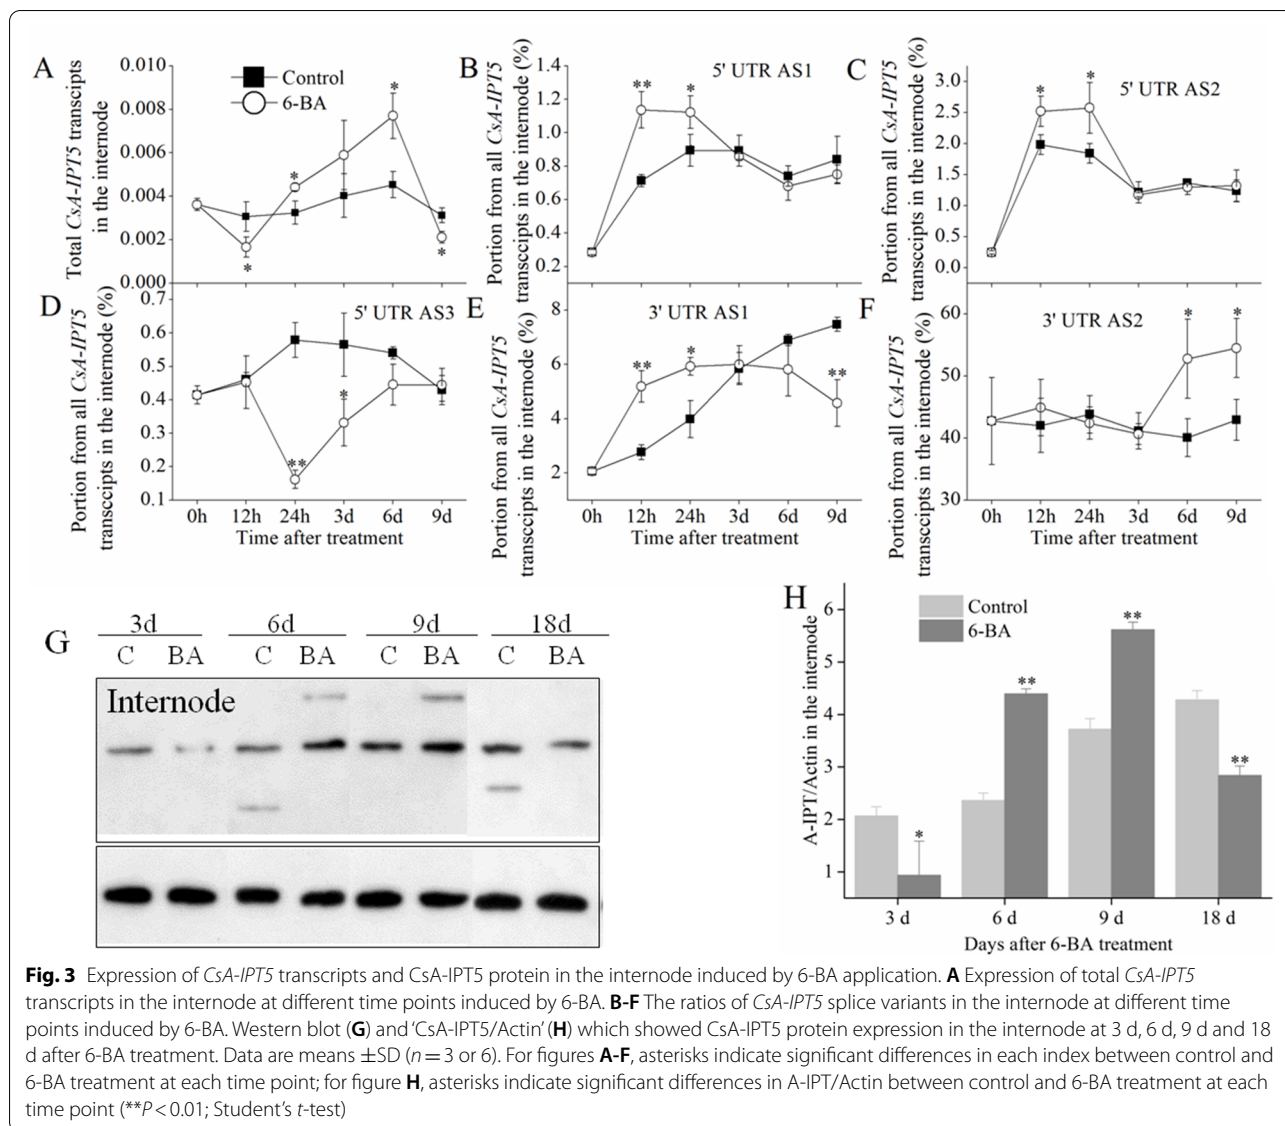 A
Total CsA-IPT5 transcipts
in the internode
0.010
0.008
0.006
0.004
0.002
0.000
Control
6-BA
*
*
*
*
B
Portion from all CsA-IPT5
transccipts in the internode (%)
1.4
1.2
1.0
0.8
0.6
0.4
0.2
5' UTR AS1
**
*
C
Portion from all CsA-IPT5
transccipts in the internode (%)
3.0
2.5
2.0
1.5
1.0
0.5
0.0
5' UTR AS2
*
*
D
Portion from all CsA-IPT5
transccipts in the internode (%)
0.7
0.6
0.5
0.4
0.3
0.2
0.1
5' UTR AS3
**
*
0h 12h 24h 3d 6d 9d
Time after treatment
E
Portion from all CsA-IPT5
transccipts in the internode (%)
8
6
4
2
3' UTR AS1
**
*
**
0h 12h 24h 3d 6d 9d
Time after treatment
F
Portion from all CsA-IPT5
transccipts in the internode (%)
60
50
40
30
3' UTR AS2
*
*
0h 12h 24h 3d 6d 9d
Time after treatment
G
3d 6d 9d 18d
C BA C BA C BA C BA
Internode
H
A-IPT/Actin in the internode
6
5
4
3
2
1
Control
6-BA
*
**
**
**
3 d 6 d 9 d 18 d
Days after 6-BA treatment
Fig. 3 Expression of CsA-IPT5 transcripts and CsA-IPT5 protein in the internode induced by 6-BA application. A Expression of total CsA-IPT5
transcripts in the internode at different time points induced by 6-BA. B-F The ratios of CsA-IPT5 splice variants in the internode at different time
points induced by 6-BA. Western blot (G) and 'CsA-IPT5/Actin' (H) which showed CsA-IPT5 protein expression in the internode at 3 d, 6 d, 9 d and 18
d after 6-BA treatment. Data are means ±SD (n = 3 or 6). For figures A-F, asterisks indicate significant differences in each index between control and
6-BA treatment at each time point; for figure H, asterisks indicate significant differences in A-IPT/Actin between control and 6-BA treatment at each
time point (**P < 0.01; Student's t-test)